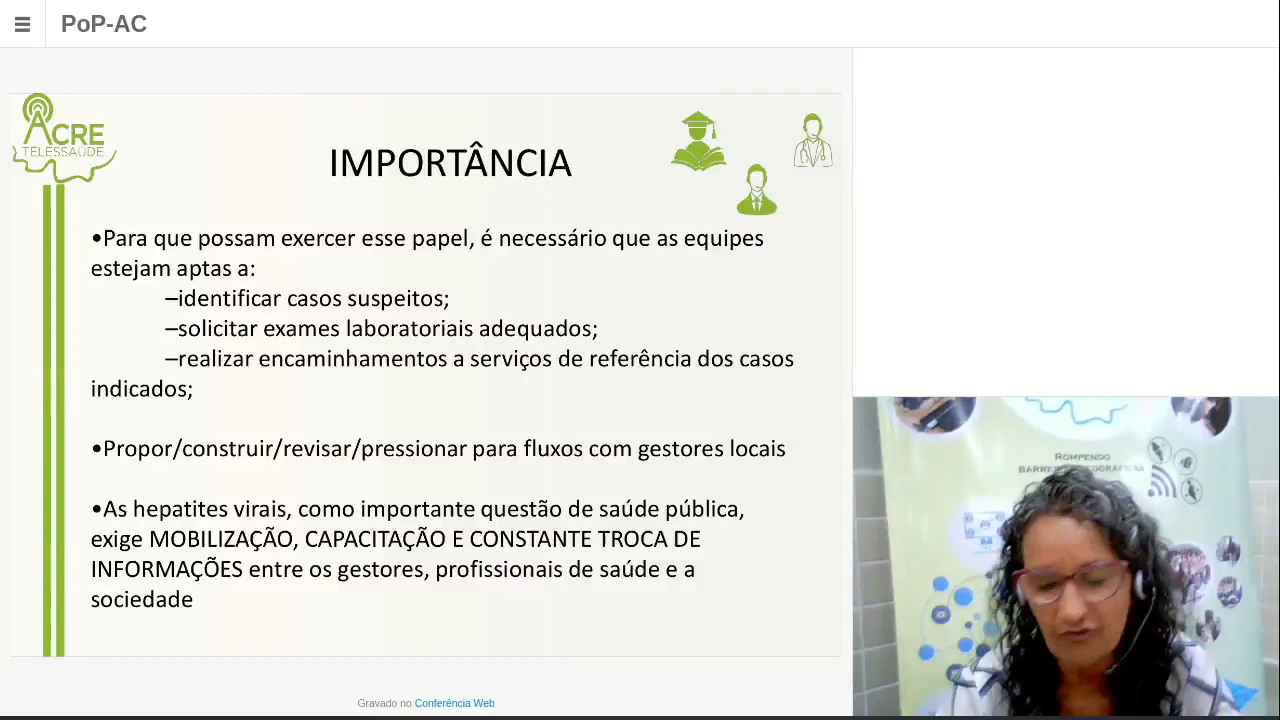 PoP-AC
ACRE
TELESSAÚDE
IMPORTÂNCIA
•Para que possam exercer esse papel, é necessário que as equipes
estejam aptas a:
–identificar casos suspeitos;
–solicitar exames laboratoriais adequados;
–realizar encaminhamentos a serviços de referência dos casos
indicados;
•Propor/construir/revisar/pressionar para fluxos com gestores locais
•As hepatites virais, como importante questão de saúde pública,
exige MOBILIZAÇÃO, CAPACITAÇÃO E CONSTANTE TROCA DE
INFORMAÇÕES entre os gestores, profissionais de saúde e a
sociedade
Gravado no Conferência Web
ROMPENDO